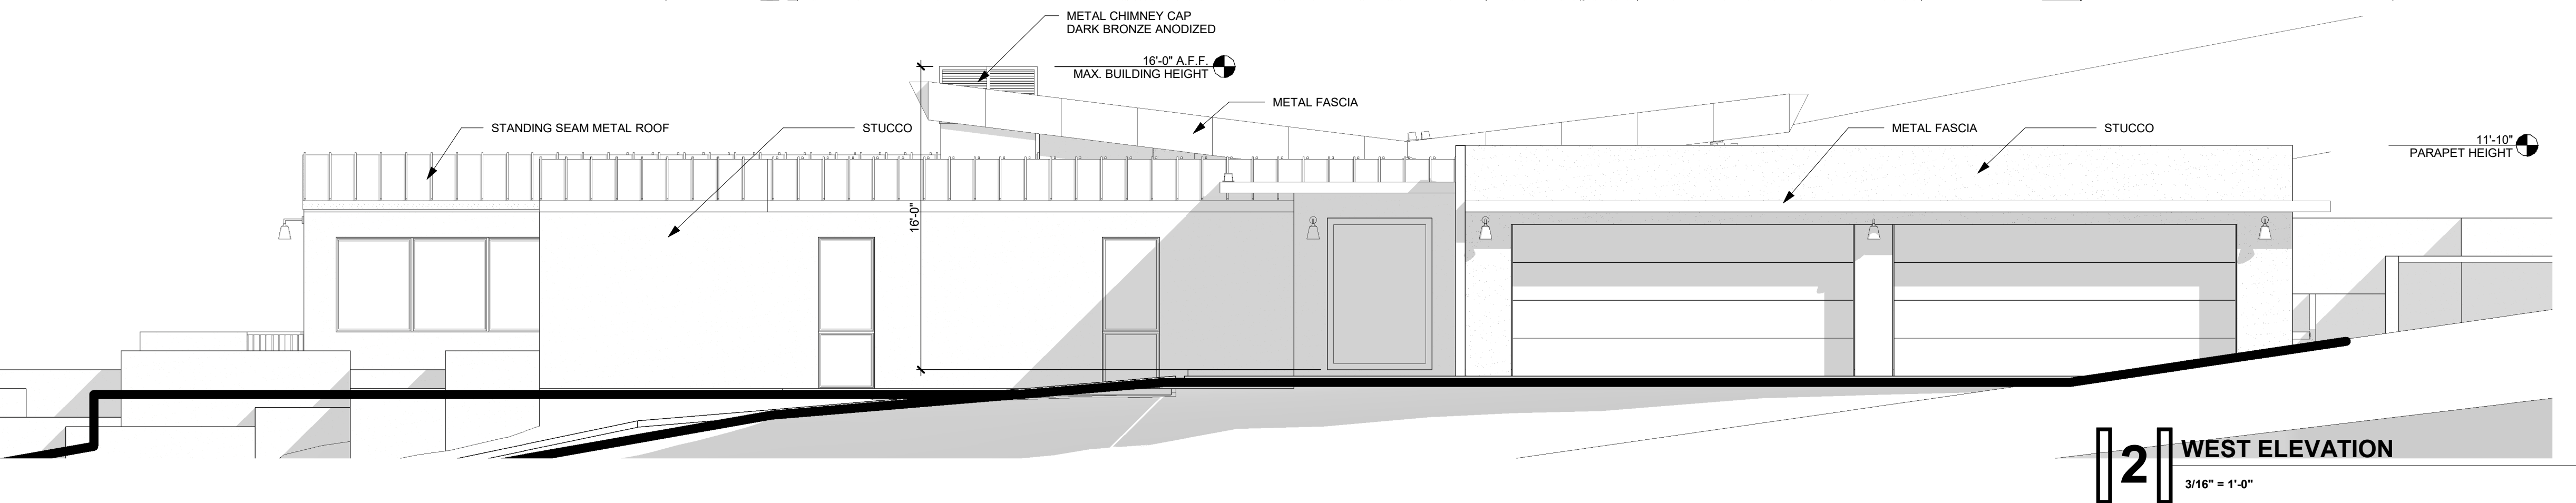 METAL CHIMNEY CAP
DARK BRONZE ANODIZED
16'-0" A.F.F.
MAX. BUILDING HEIGHT
METAL FASCIA
STANDING SEAM METAL ROOF
STUCCO
METAL FASCIA
STUCCO
11'-10"
PARAPET HEIGHT
16'-0"
2
WEST ELEVATION
3/16" = 1'-0"